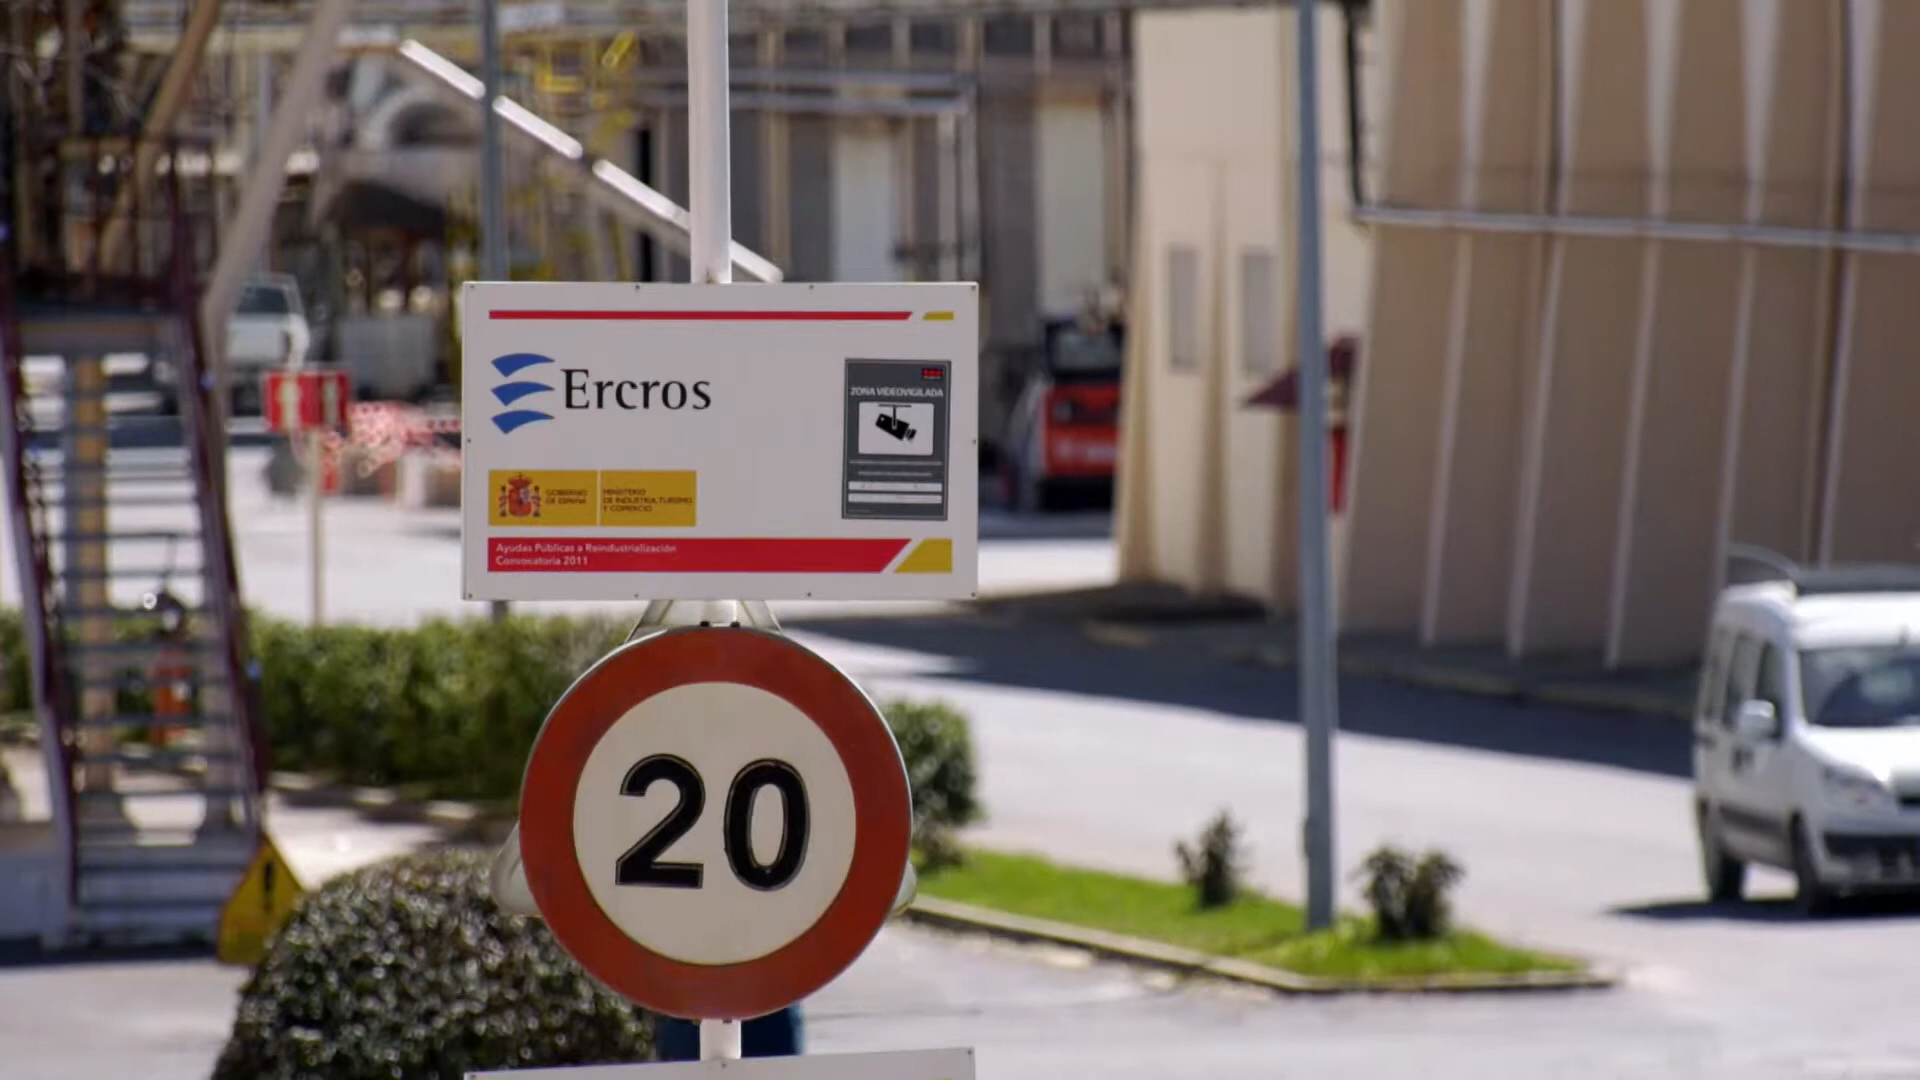 Ercros
ZONA VIDEOVIGILADA
GOBIERNO
DE ESPAÑA
MINISTERIO
DE INDUSTRIA, TURISMO
Y COMERCIO
Ayudas Públicas a Reindustrialización
Convocatoria 2011
20